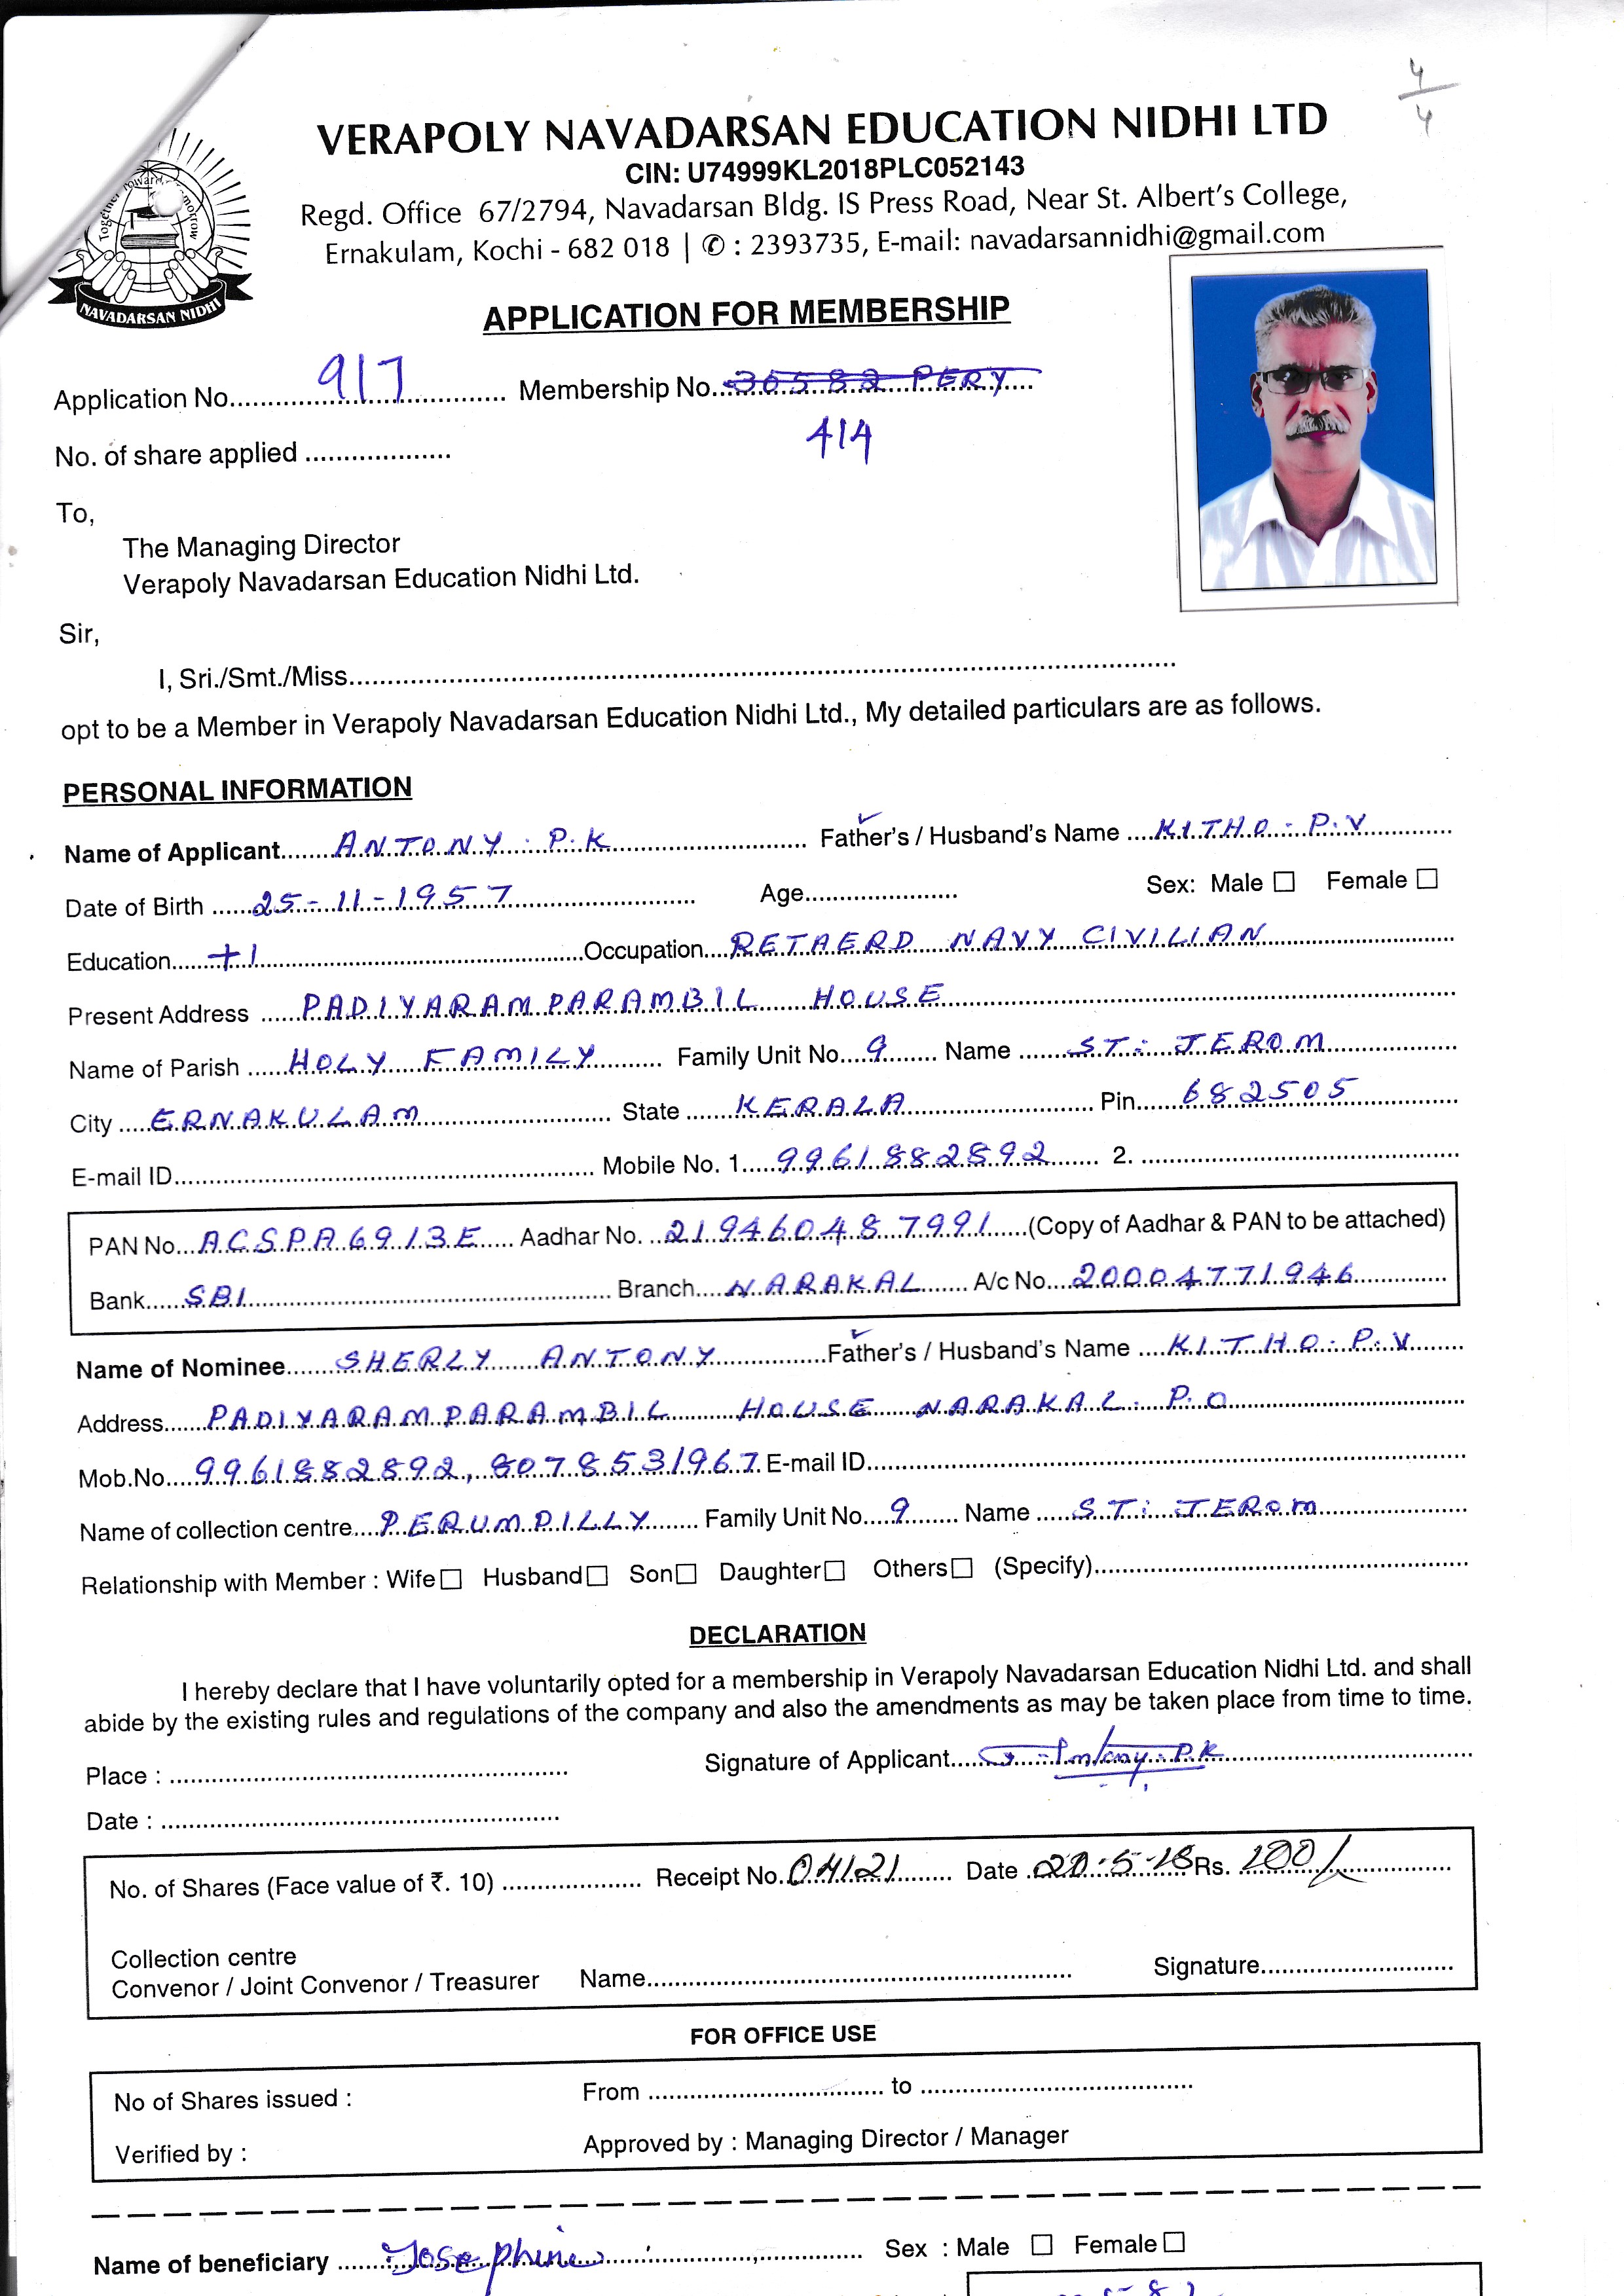 4/4
VERAPOLY NAVADARSAN EDUCATION NIDHI LTD
CIN: U74999KL2018PLC052143
Regd. Office 67/2794, Navadarsan Bldg. IS Press Road, Near St. Albert's College,
Ernakulam, Kochi - 682 018 | ✆ : 2393735, E-mail: navadarsannidhi@gmail.com
NAVADARSAN NIDHI
APPLICATION FOR MEMBERSHIP
Application No. 917 Membership No. 30582 PERY
414
No. of share applied ...................
To,
The Managing Director
Verapoly Navadarsan Education Nidhi Ltd.
Sir,
I, Sri./Smt./Miss...................
opt to be a Member in Verapoly Navadarsan Education Nidhi Ltd., My detailed particulars are as follows.
PERSONAL INFORMATION
Name of Applicant ANTONY . P.K Father's / Husband's Name KITHO . P.V
Date of Birth 25-11-1957 Age................... Sex: Male ☐ Female ☐
Education +1 Occupation RETAERD NAVY CIVILIAN
Present Address PADIYARAMPARAMBIL HOUSE
Name of Parish HOLY FAMILY Family Unit No. 9 Name ST: JEROM
City ERNAKULAM State KERALA Pin 682505
E-mail ID................... Mobile No. 1. 9961882892 2. ...................
PAN No. ACSPA6913E Aadhar No. 219460487991 (Copy of Aadhar & PAN to be attached)
Bank SBI Branch NARAKAL A/c No. 20004771946
Name of Nominee SHERLY ANTONY Father's / Husband's Name KITHO . P.V
Address PADIYARAMPARAMBIL HOUSE NARAKAL . P.O
Mob.No. 9961882892, 8078531967 E-mail ID...................
Name of collection centre PERUMPILLY Family Unit No. 9 Name ST: JEROM
Relationship with Member : Wife ☐ Husband ☐ Son ☐ Daughter ☐ Others ☐ (Specify)...................
DECLARATION
I hereby declare that I have voluntarily opted for a membership in Verapoly Navadarsan Education Nidhi Ltd. and shall
abide by the existing rules and regulations of the company and also the amendments as may be taken place from time to time.
Place : ................... Signature of Applicant Antony . P.K
Date : ...................
No. of Shares (Face value of ₹. 10) ................... Receipt No. 04121 Date 20-5-18 Rs. 100/
Collection centre
Convenor / Joint Convenor / Treasurer Name................... Signature...................
FOR OFFICE USE
No of Shares issued : From ................... to ...................
Verified by : Approved by : Managing Director / Manager
Name of beneficiary Josephine Sex : Male ☐ Female ☐